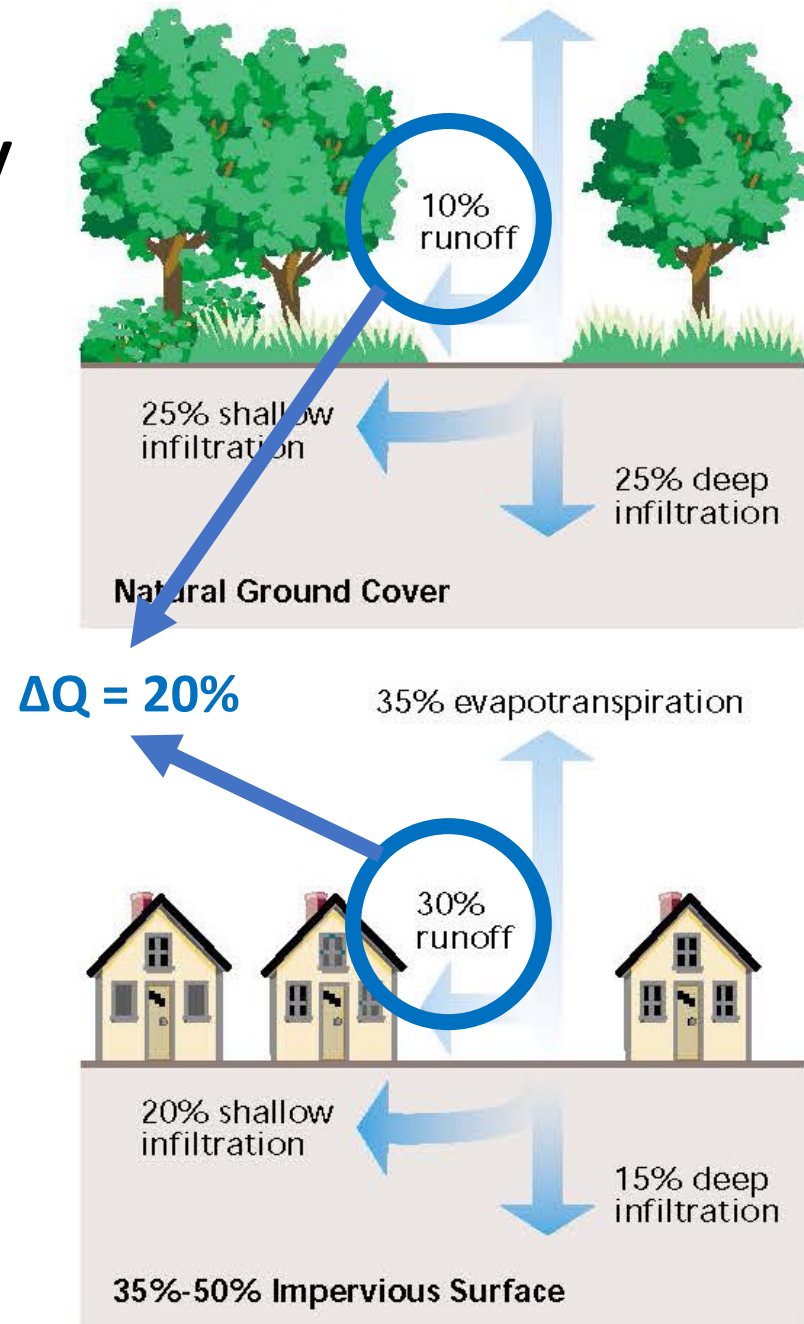 y
10%
runoff
25% shallow
infiltration
25% deep
infiltration
Natural Ground Cover
ΔQ = 20%
35% evapotranspiration
30%
runoff
20% shallow
infiltration
15% deep
infiltration
35%-50% Impervious Surface